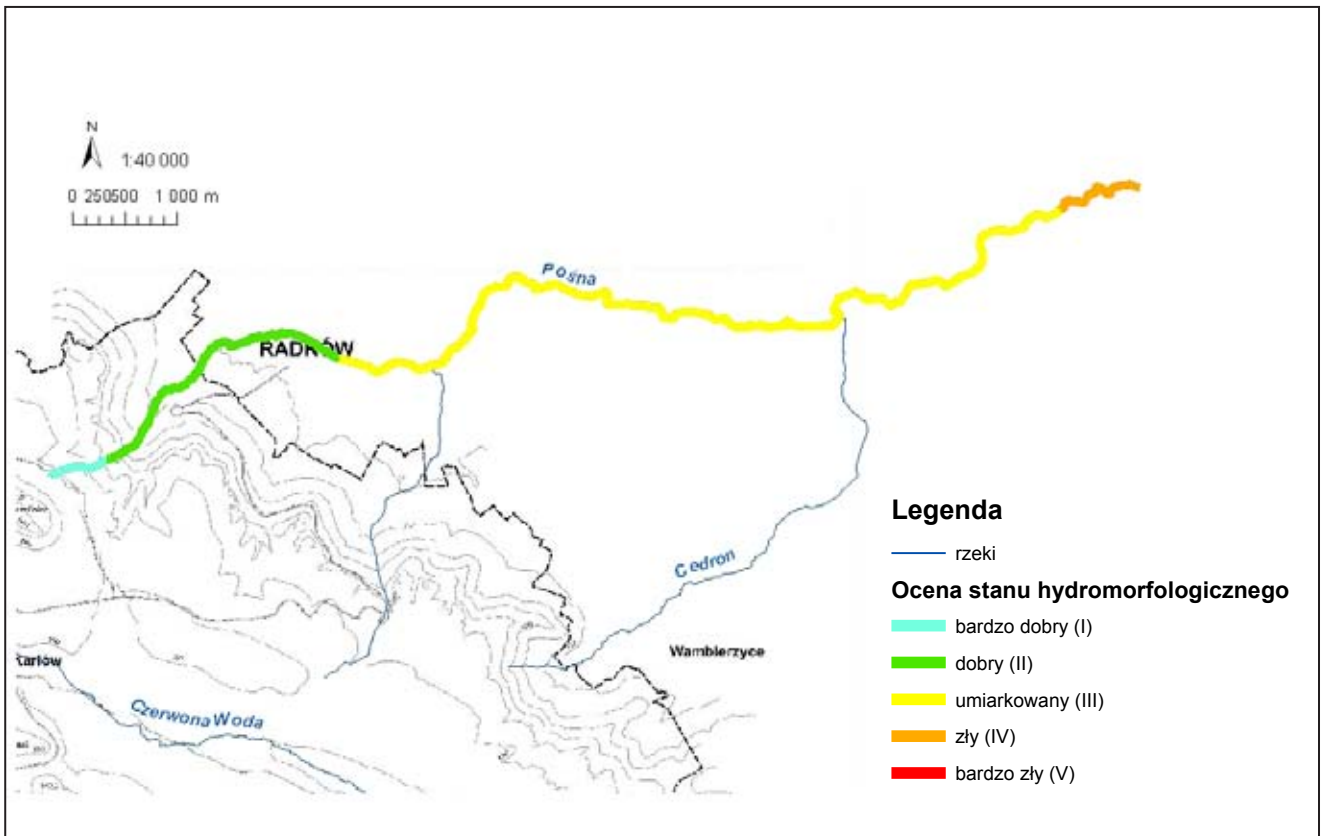 N
1:40 000
0 250500 1 000 m
Pośna
RADKÓW
Cedron
Wambierzyce
Karłów
Czerwona Woda
Legenda
rzeki
Ocena stanu hydromorfologicznego
bardzo dobry (I)
dobry (II)
umiarkowany (III)
zły (IV)
bardzo zły (V)